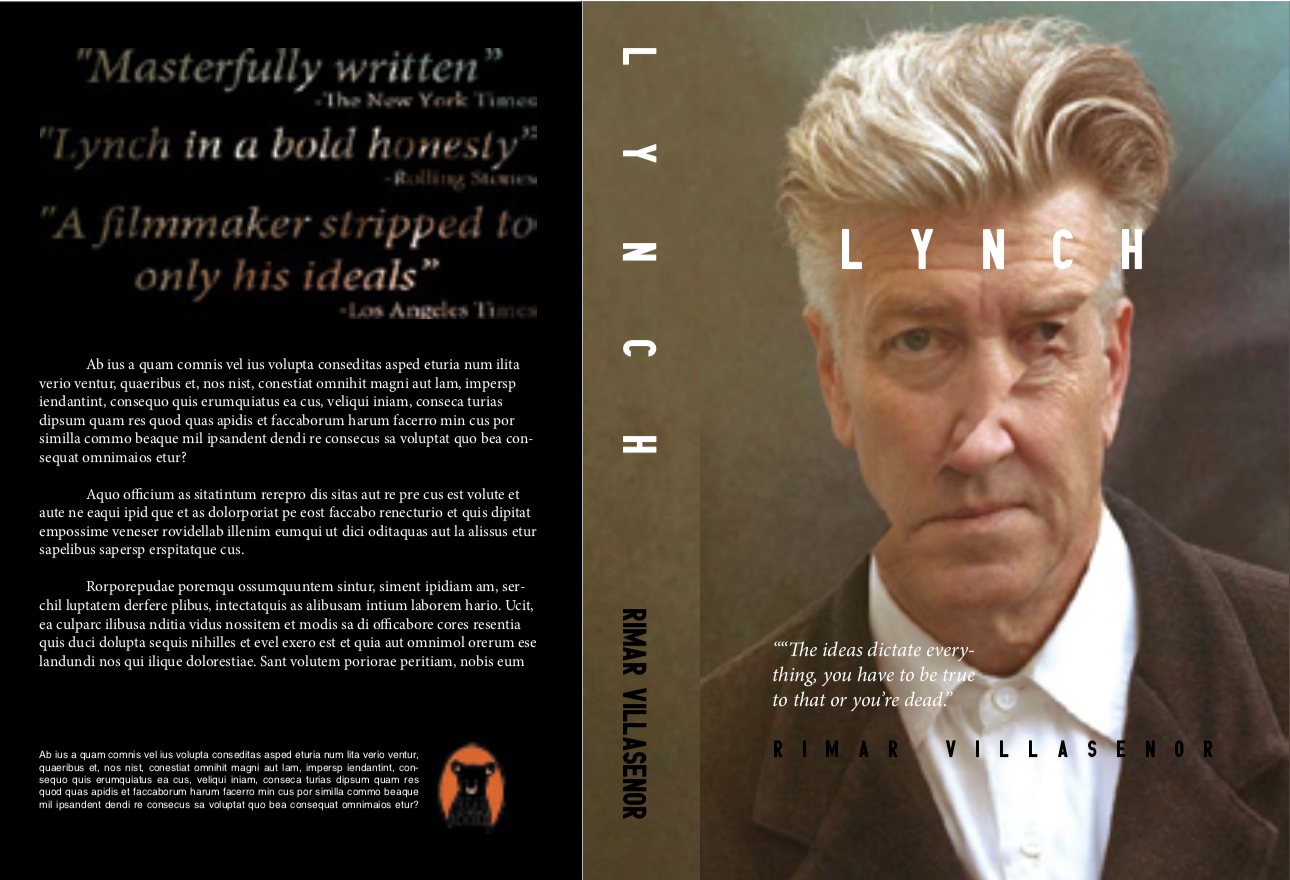 "Masterfully written”
-The New York Times
"Lynch in a bold honesty”
-Rolling Stones
"A filmmaker stripped to
only his ideals”
-Los Angeles Times
Ab ius a quam comnis vel ius volupta conseditas asped eturia num ilita
verio ventur, quaeribus et, nos nist, conestiat omnihit magni aut lam, impersp
iendantint, consequo quis erumquiatus ea cus, veliqui iniam, conseca turias
dipsum quam res quod quas apidis et faccaborum harum facerro min cus por
similla commo beaque mil ipsandent dendi re consecus sa voluptat quo bea con-
sequat omnimaios etur?
Aquo officium as sitatintum rerepro dis sitas aut re pre cus est volute et
aute ne eaqui ipid que et as dolorporiat pe eost faccabo renecturio et quis dipitat
empossime veneser rovidellab illenim eumqui ut dici oditaquas aut la alissus etur
sapelibus sapersp erspitatque cus.
Rorporepudae poremqu ossumquuntem sintur, siment ipidiam am, ser-
chil luptatem derfere plibus, intectatquis as alibusam intium laborem hario. Ucit,
ea culparc ilibusa nditia vidus nossitem et modis sa di officabore cores resentia
quis duci dolupta sequis nihilles et evel exero est et quia aut omnimol orerum ese
landundi nos qui ilique dolorestiae. Sant volutem poriorae peritiam, nobis eum
Ab ius a quam comnis vel ius volupta conseditas asped eturia num lita verio ventur,
quaeribus et, nos nist, conestiat omnihit magni aut lam, impersp iendantint, con-
sequo quis erumquiatus ea cus, veliqui iniam, conseca turias dipsum quam res
quod quas apidis et faccaborum harum facerro min cus por similla commo beaque
mil ipsandent dendi re consecus sa voluptat quo bea consequat omnimaios etur?
LYNCH
RIMAR VILLASENOR
LYNCH
““The ideas dictate every-
thing, you have to be true
to that or you’re dead.”
RIMAR VILLASENOR